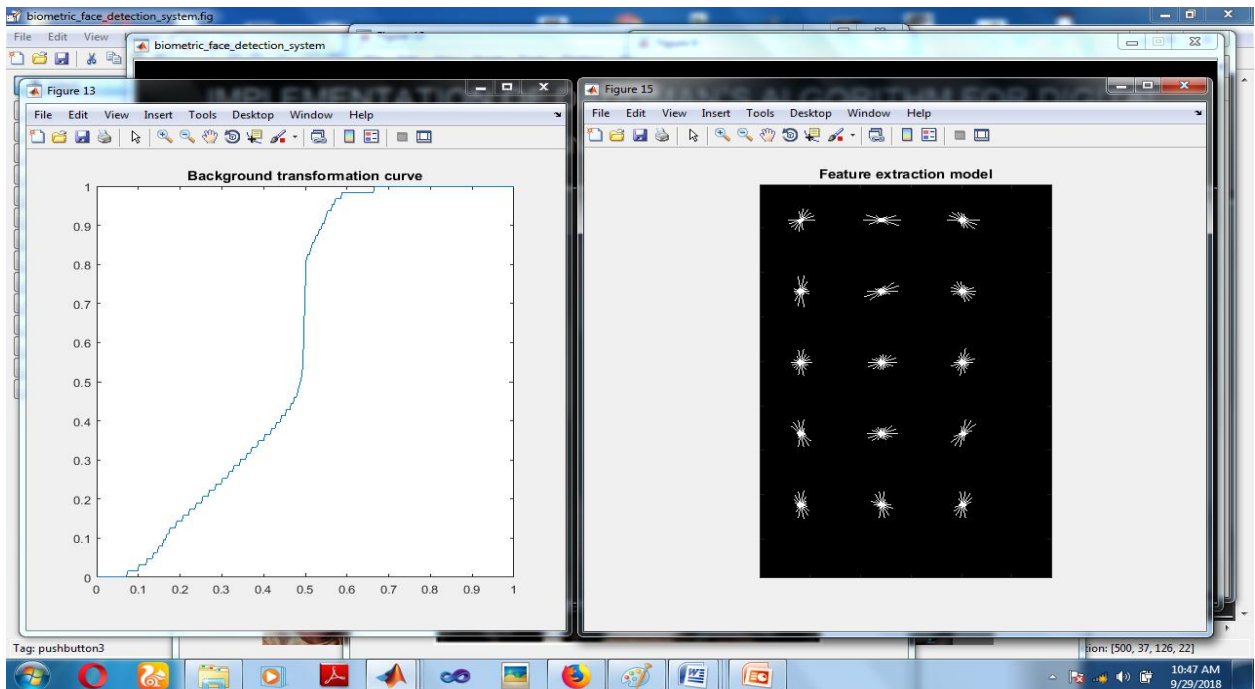 biometric_face_detection_system.fig
File Edit View
biometric_face_detection_system
Figure 13
File Edit View Insert Tools Desktop Window Help
Background transformation curve
1
0.9
0.8
0.7
0.6
0.5
0.4
0.3
0.2
0.1
0
0 0.1 0.2 0.3 0.4 0.5 0.6 0.7 0.8 0.9 1
Figure 15
File Edit View Insert Tools Desktop Window Help
Feature extraction model
Tag: pushbutton3
tion: [500, 37, 126, 22]
10:47 AM
9/29/2018